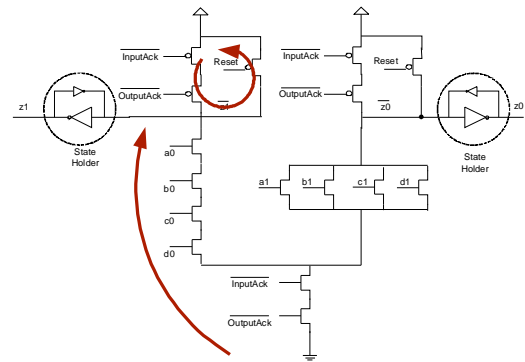 InputAck
Reset
OutputAck
z1
z1
State
Holder
a0
b0
c0
d0
InputAck
Reset
OutputAck
z0
z0
State
Holder
a1
b1
c1
d1
InputAck
OutputAck